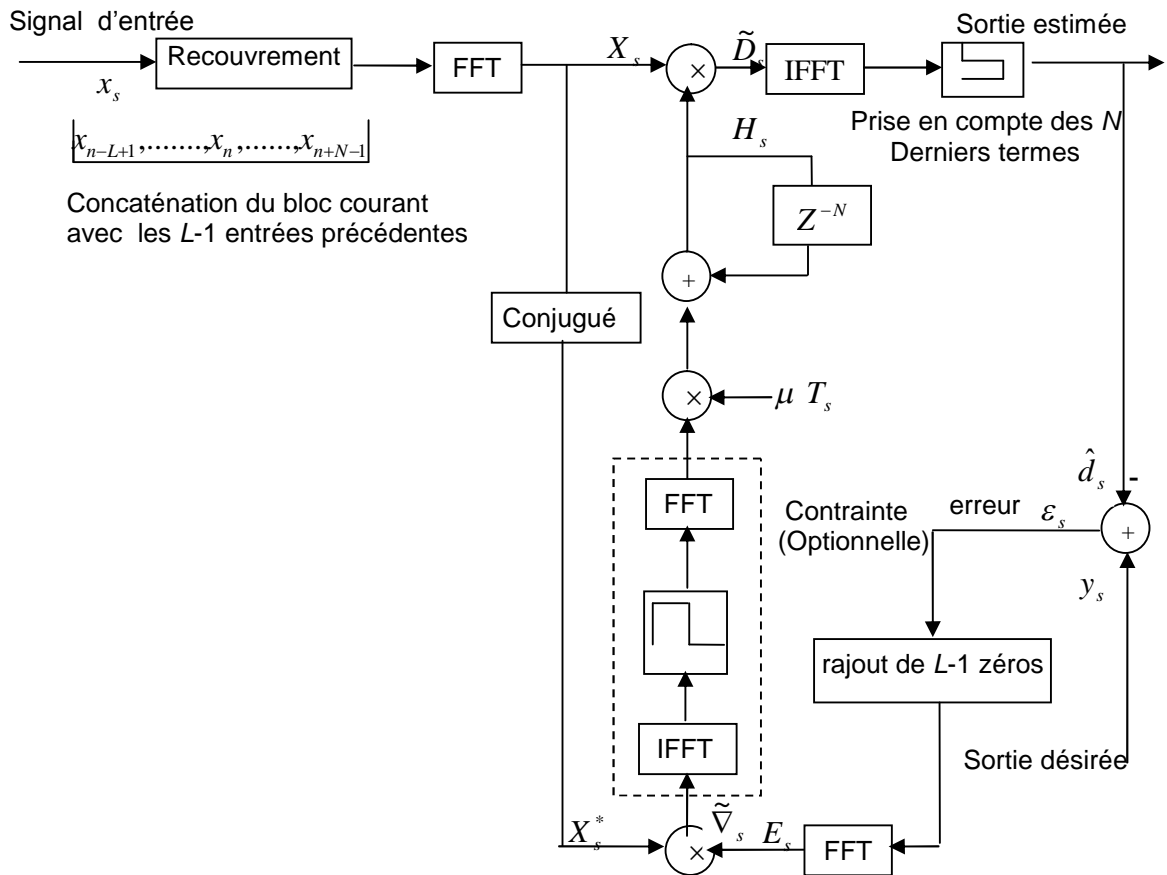 Signal d'entrée
Recouvrement
x_s
FFT
X_s
×
D̃_s
IFFT
Sortie estimée
x_{n-L+1},.......,x_n,......,x_{n+N-1}
Prise en compte des N
Derniers termes
H_s
Concaténation du bloc courant
avec les L-1 entrées précédentes
Z^{-N}
+
Conjugué
×
μ T_s
d̂_s
-
FFT
Contrainte
(Optionnelle)
erreur
ε_s
+
y_s
rajout de L-1 zéros
IFFT
Sortie désirée
X_s^*
×
∇̃_s
E_s
FFT